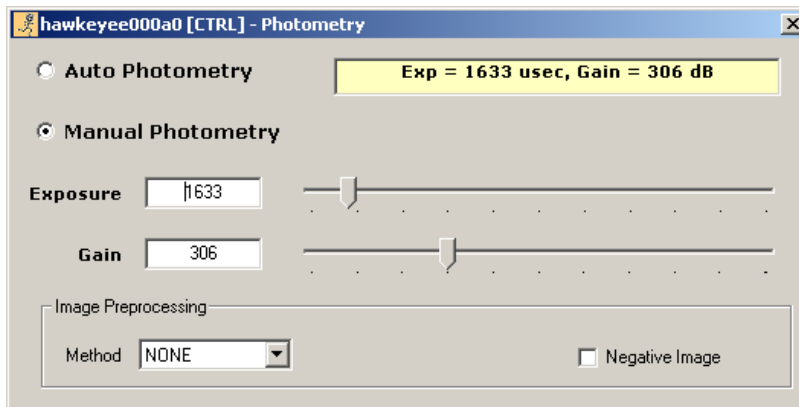 hawkeyee000a0 [CTRL] - Photometry
Auto Photometry
Exp = 1633 usec, Gain = 306 dB
Manual Photometry
Exposure 1633
Gain 306
Image Preprocessing
Method NONE Negative Image